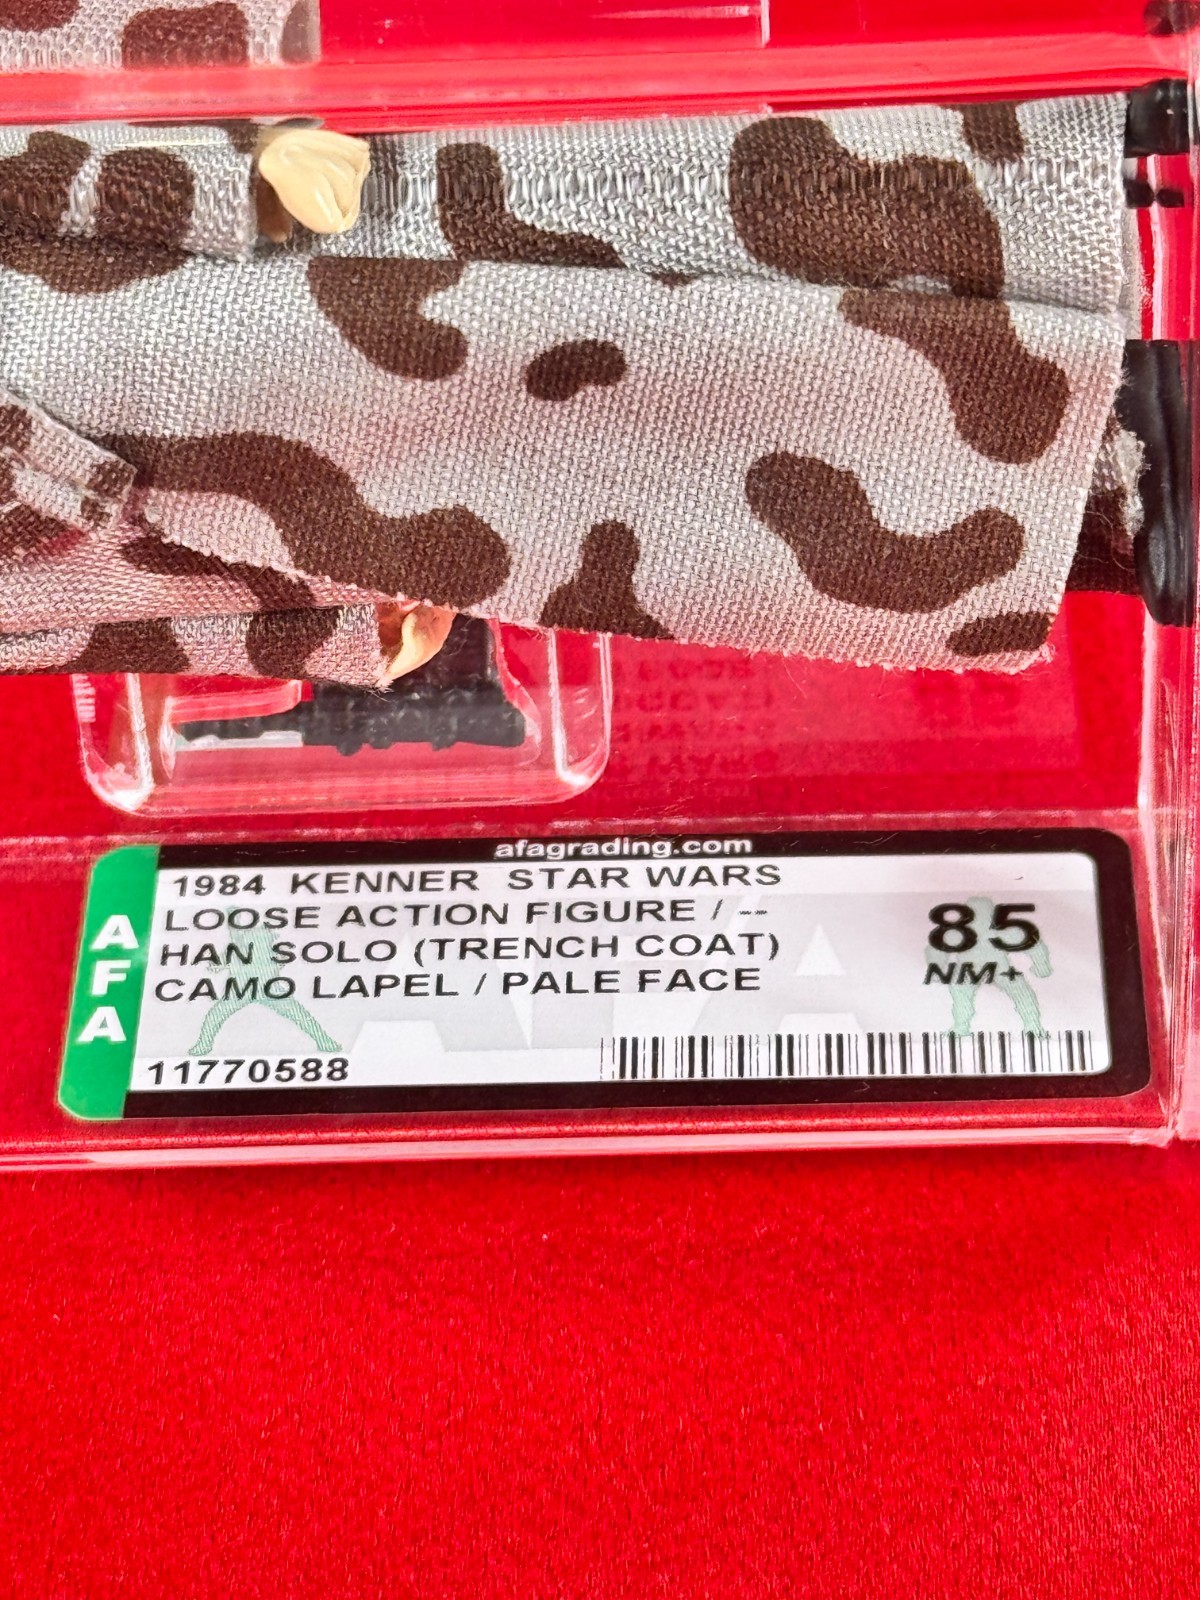 afagrading.com
AFA
1984 KENNER STAR WARS
LOOSE ACTION FIGURE / --
HAN SOLO (TRENCH COAT)
CAMO LAPEL / PALE FACE
85
NM+
11770588